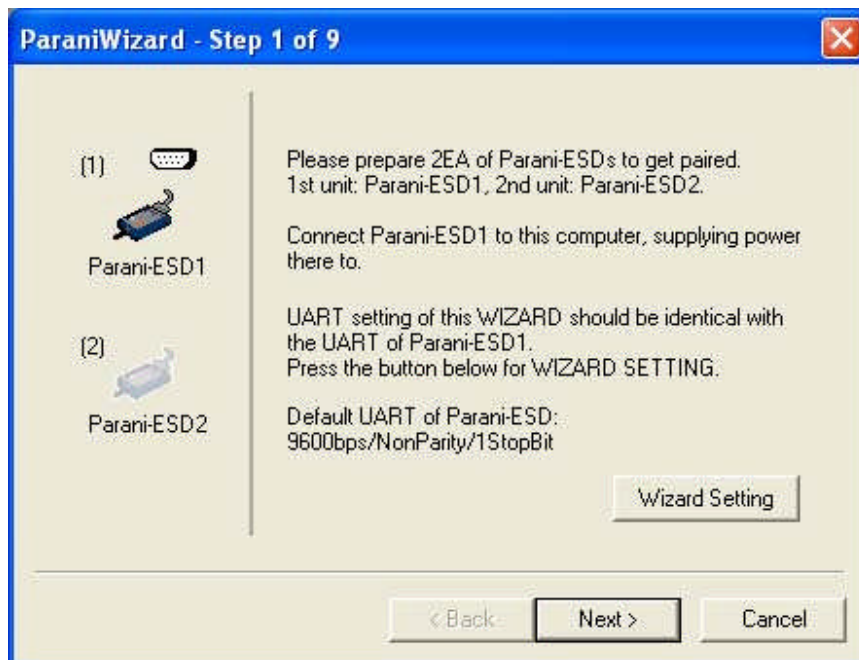 ParaniWizard - Step 1 of 9
(1)
Parani-ESD1
(2)
Parani-ESD2
Please prepare 2EA of Parani-ESDs to get paired.
1st unit: Parani-ESD1, 2nd unit: Parani-ESD2.
Connect Parani-ESD1 to this computer, supplying power
there to.
UART setting of this WIZARD should be identical with
the UART of Parani-ESD1.
Press the button below for WIZARD SETTING.
Default UART of Parani-ESD:
9600bps/NonParity/1StopBit
Wizard Setting
< Back
Next >
Cancel